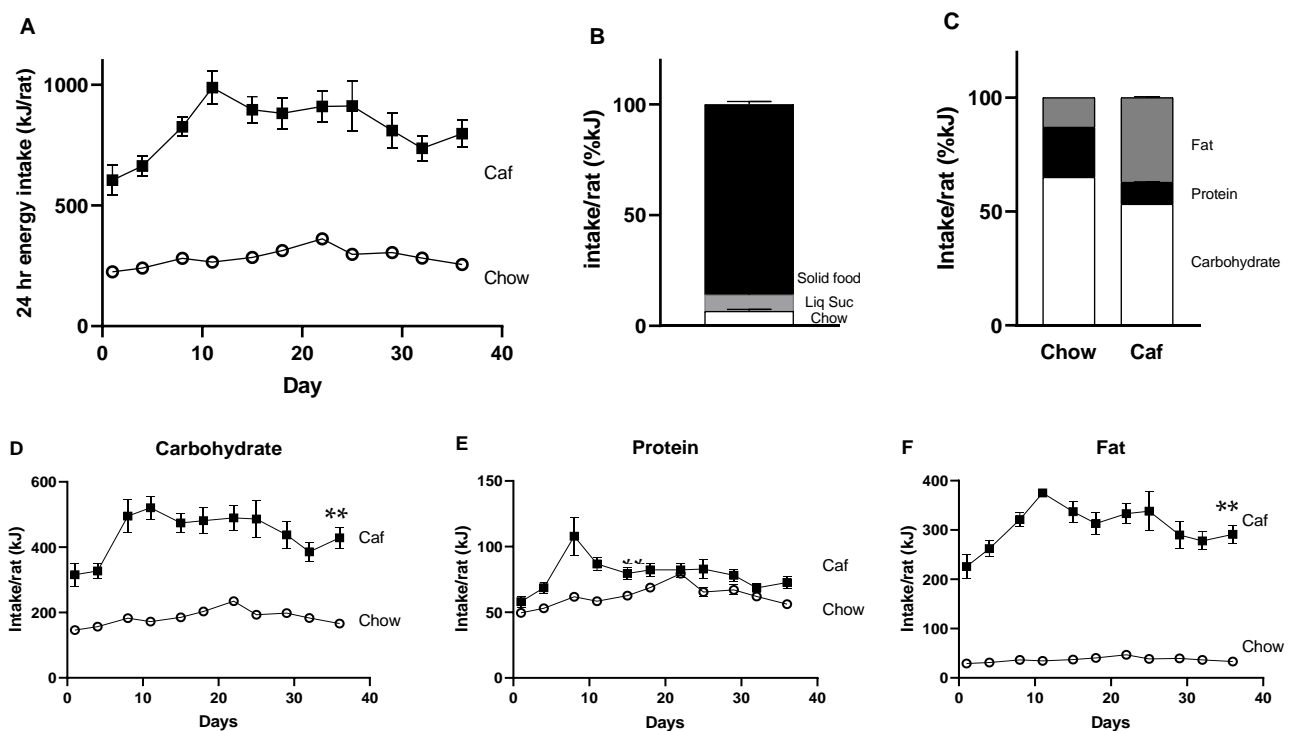 A
24 hr energy intake (kJ/rat)
1000
500
0
0 10 20 30 40
Day
Caf
Chow
B
intake/rat (%kJ)
100
50
0
Solid food
Liq Suc
Chow
C
Intake/rat (%kJ)
100
50
0
Fat
Protein
Carbohydrate
Chow Caf
D
Carbohydrate
Intake/rat (kJ)
600
400
200
0
0 10 20 30 40
Days
**
Caf
Chow
E
Protein
Intake/rat (kJ)
150
100
50
0
0 10 20 30 40
Days
**
Caf
Chow
F
Fat
Intake/rat (kJ)
400
300
200
100
0
0 10 20 30 40
Days
**
Caf
Chow